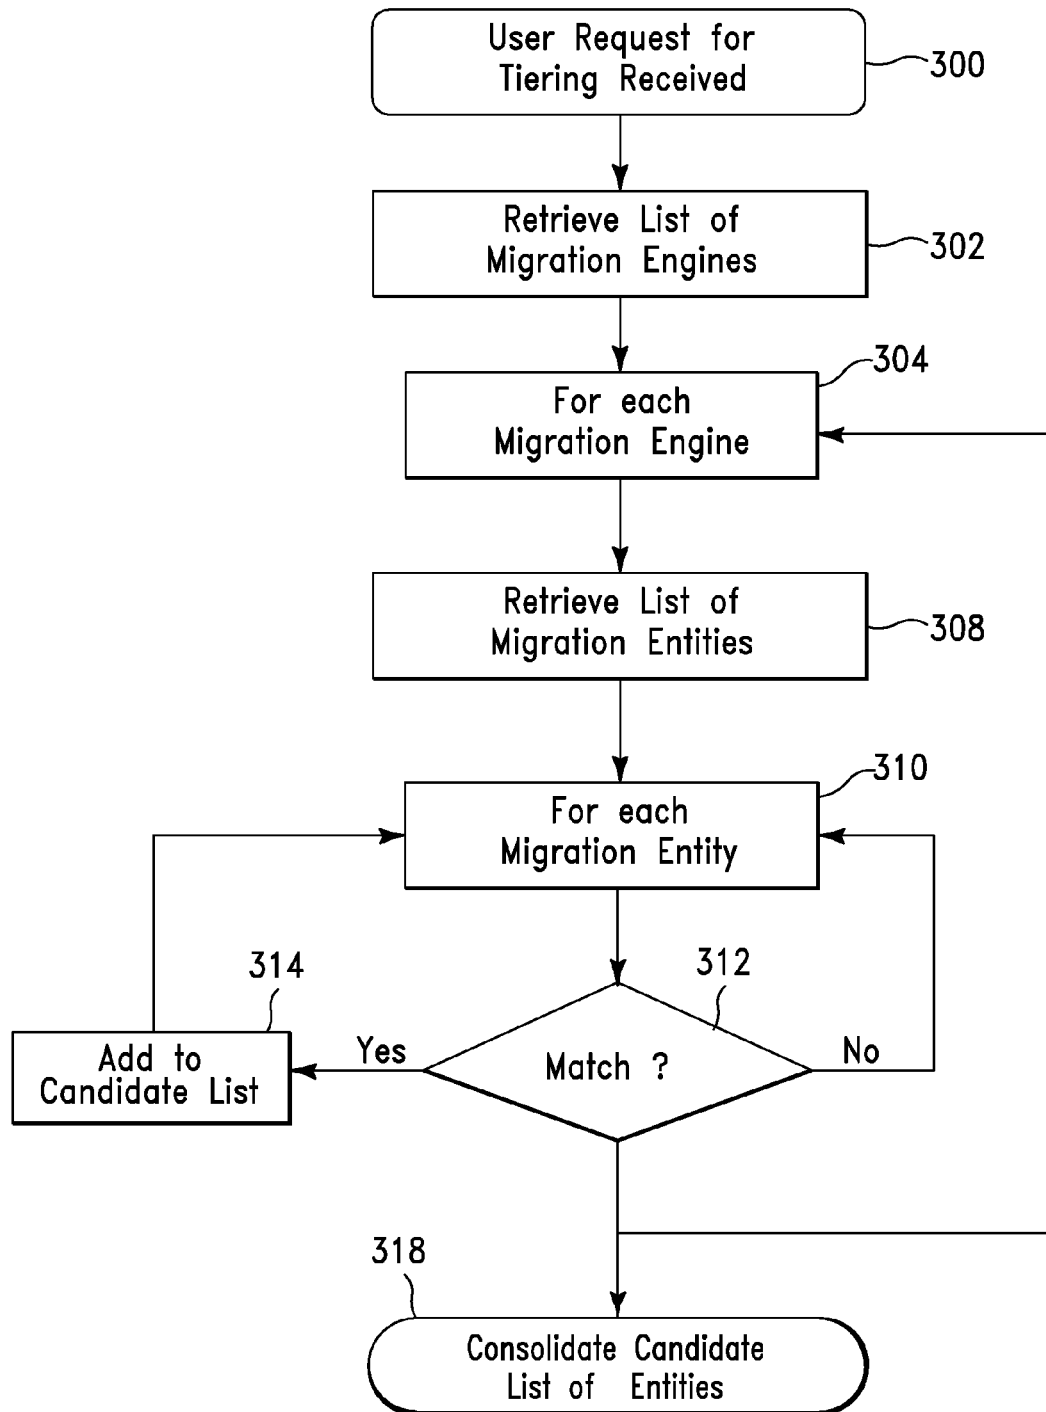 User Request for
Tiering Received
300
Retrieve List of
Migration Engines
302
304
For each
Migration Engine
Retrieve List of
Migration Entities
308
310
For each
Migration Entity
314
312
Add to
Candidate List
Yes
Match ?
No
318
Consolidate Candidate
List of Entities